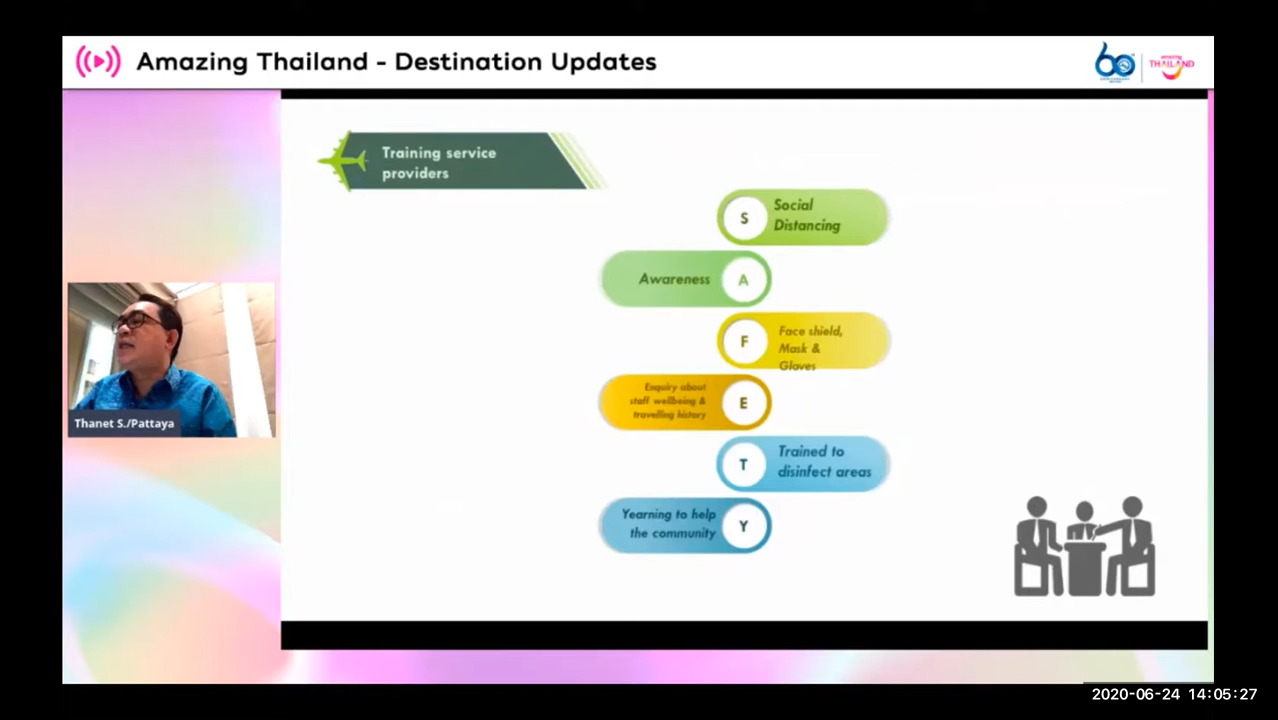 Amazing Thailand - Destination Updates
60
amazing
THAILAND
Training service
providers
S
Social
Distancing
Awareness
A
F
Face shield,
Mask &
Gloves
Enquiry about
staff wellbeing &
travelling history
E
T
Trained to
disinfect areas
Yearning to help
the community
Y
Thanet S./Pattaya
2020-06-24 14:05:27